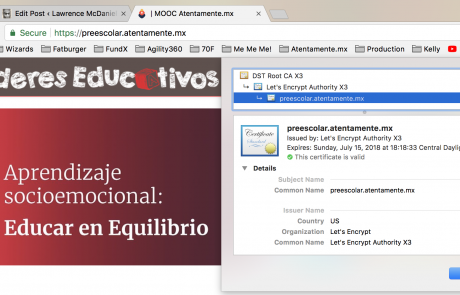 Edit Post ‹ Lawrence McDaniel
| MOOC Atentamente.mx
https://preescolar.atentamente.mx
Wizards Fatburger FundX Agility360 70F Me Me Me! Blogs Atentamente.mx Production Kelly
deres Educativos
Aprendizaje
socioemocional:
Educar en Equilibrio
DST Root CA X3
Let's Encrypt Authority X3
preescolar.atentamente.mx
Certificate
Standard
preescolar.atentamente.mx
Issued by: Let's Encrypt Authority X3
Expires: Sunday, July 15, 2018 at 18:18:33 Central Dayli
This certificate is valid
Details
Subject Name
Common Name preescolar.atentamente.mx
Issuer Name
Country US
Organization Let's Encrypt
Common Name Let's Encrypt Authority X3